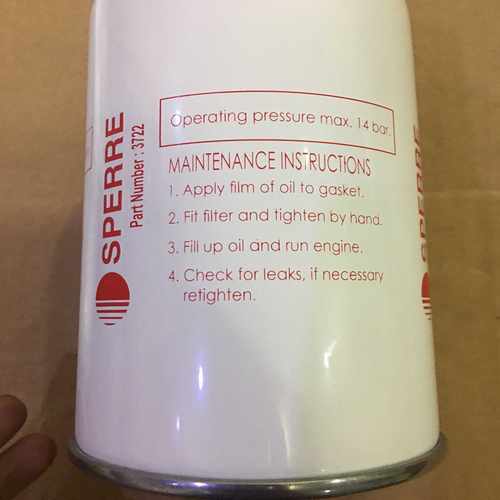 SPERRE
Part Number : 3722
Operating pressure max. 14 bar.
MAINTENANCE INSTRUCTIONS
1. Apply film of oil to gasket.
2. Fit filter and tighten by hand.
3. Fill up oil and run engine.
4. Check for leaks, if necessary
retighten.
SPERRE